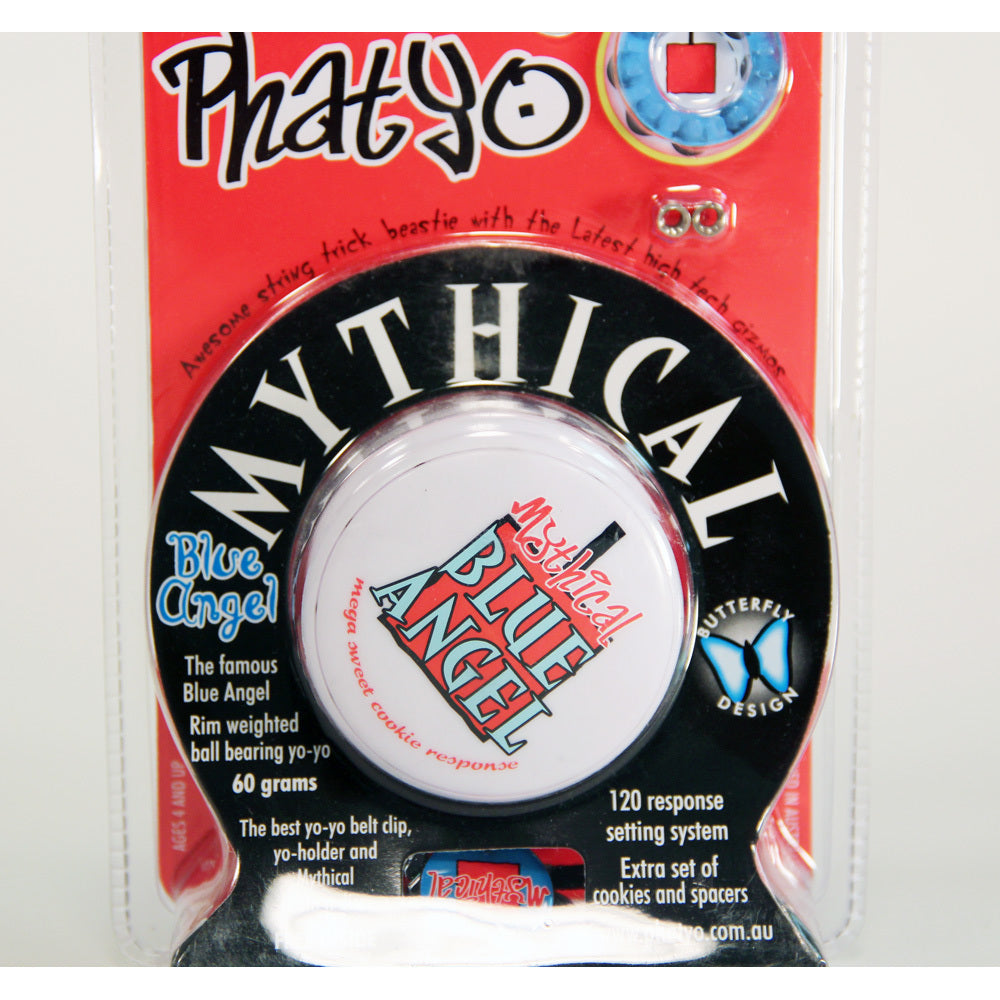 PhatYo
Awesome string trick beastie with the Latest high tech gizmos
MYTHICAL
Blue
Angel
The famous
Blue Angel
Rim weighted
ball bearing yo-yo
60 grams
The best yo-yo belt clip,
yo-holder and
Mythical
Mythical
BLUE
ANGEL
mega sweet cookie response
BUTTERFLY
DESIGN
120 response
setting system
Extra set of
cookies and spacers
www.phatyo.com.au
Mythical
AGES 4 AND UP